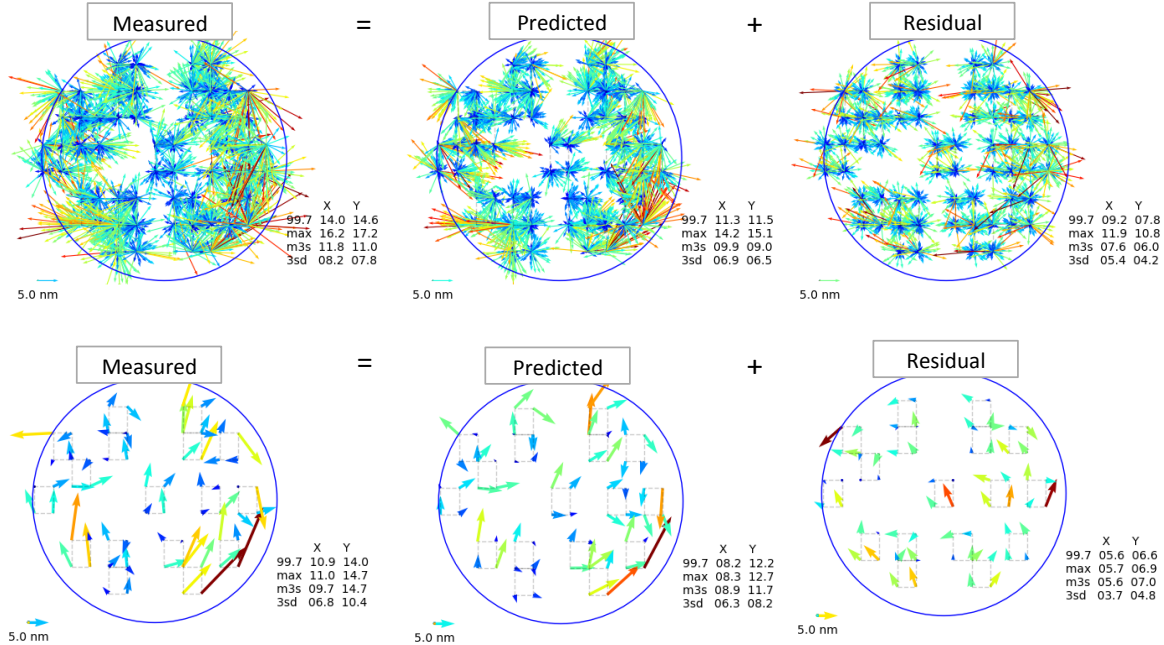 Measured = Predicted + Residual
X Y
99.7 14.0 14.6
max 16.2 17.2
m3s 11.8 11.0
3sd 08.2 07.8
5.0 nm
X Y
99.7 11.3 11.5
max 14.2 15.1
m3s 09.9 09.0
3sd 06.9 06.5
5.0 nm
X Y
99.7 09.2 07.8
max 11.9 10.8
m3s 07.6 06.0
3sd 05.4 04.2
5.0 nm
Measured = Predicted + Residual
X Y
99.7 10.9 14.0
max 11.0 14.7
m3s 09.7 14.7
3sd 06.8 10.4
5.0 nm
X Y
99.7 08.2 12.2
max 08.3 12.7
m3s 08.9 11.7
3sd 06.3 08.2
5.0 nm
X Y
99.7 05.6 06.6
max 05.7 06.9
m3s 05.6 07.0
3sd 03.7 04.8
5.0 nm